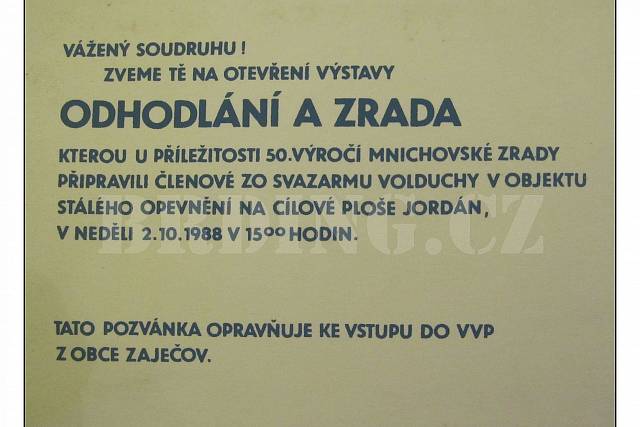 VÁŽENÝ SOUDRUHU!
ZVEME TĚ NA OTEVŘENÍ VÝSTAVY
ODHODLÁNÍ A ZRADA
KTEROU U PŘÍLEŽITOSTI 50.VÝROČÍ MNICHOVSKÉ ZRADY
PŘIPRAVILI ČLENOVÉ ZO SVAZARMU VOLDUCHY V OBJEKTU
STÁLÉHO OPEVNĚNÍ NA CÍLOVÉ PLOŠE JORDÁN,
V NEDĚLI 2.10.1988 V 15⁰⁰ HODIN.
BRDING.CZ
TATO POZVÁNKA OPRAVŇUJE KE VSTUPU DO VVP
Z OBCE ZAJEČOV.